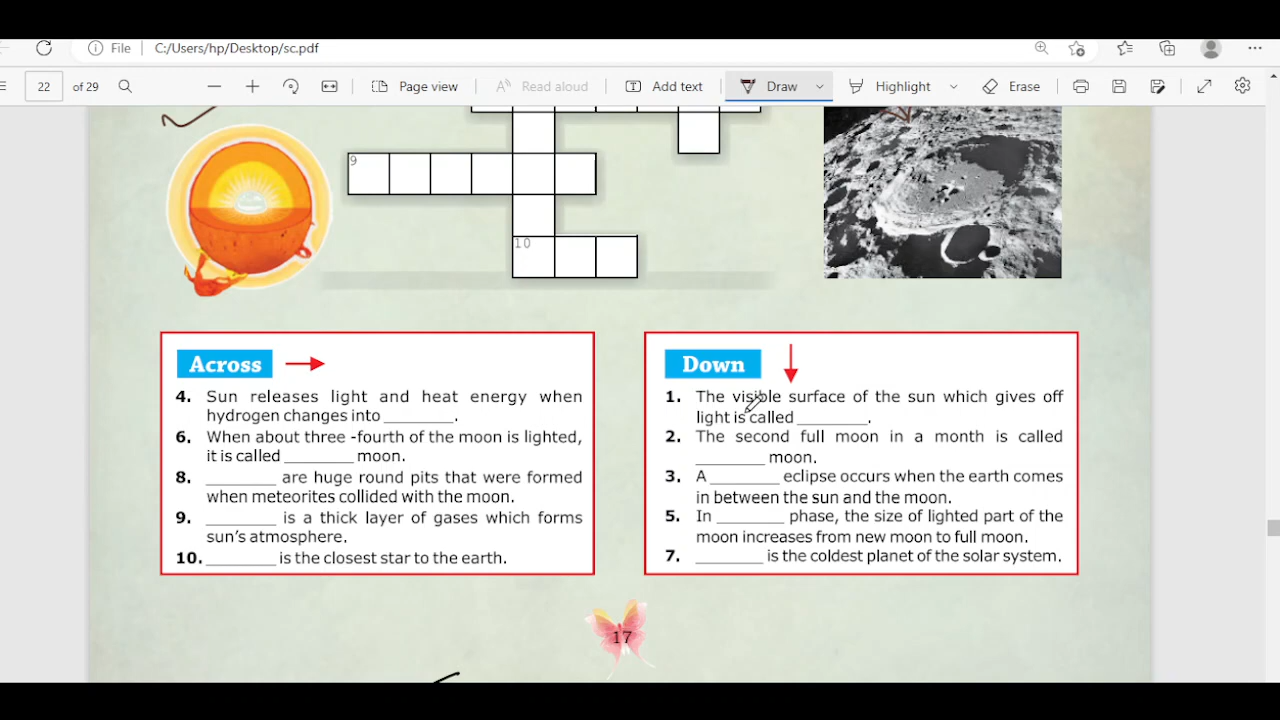 File C:/Users/hp/Desktop/sc.pdf
22 of 29 Page view Read aloud Add text Draw Highlight Erase
9
10
Across
4. Sun releases light and heat energy when
hydrogen changes into ________.
6. When about three -fourth of the moon is lighted,
it is called ________ moon.
8. ________ are huge round pits that were formed
when meteorites collided with the moon.
9. ________ is a thick layer of gases which forms
sun's atmosphere.
10. ________ is the closest star to the earth.
Down
1. The visible surface of the sun which gives off
light is called ________.
2. The second full moon in a month is called
________ moon.
3. A ________ eclipse occurs when the earth comes
in between the sun and the moon.
5. In ________ phase, the size of lighted part of the
moon increases from new moon to full moon.
7. ________ is the coldest planet of the solar system.
17